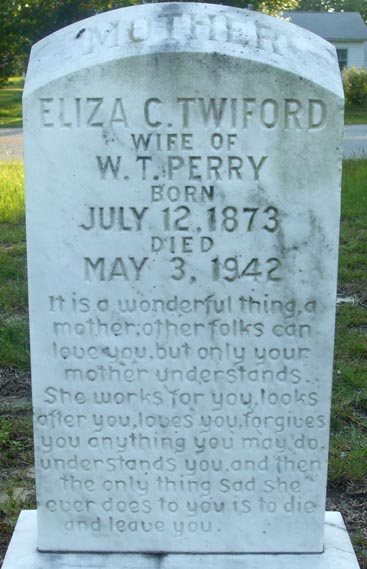 MOTHER
ELIZA C. TWIFORD
WIFE OF
W. T. PERRY
BORN
JULY 12, 1873
DIED
MAY 3, 1942
It is a wonderful thing, a
mother: other folks can
love you, but only your
mother understands.
She works for you, looks
after you, loves you, forgives
you anything you may do,
understands you, and then
the only thing sad she
ever does to you is to die
and leave you.